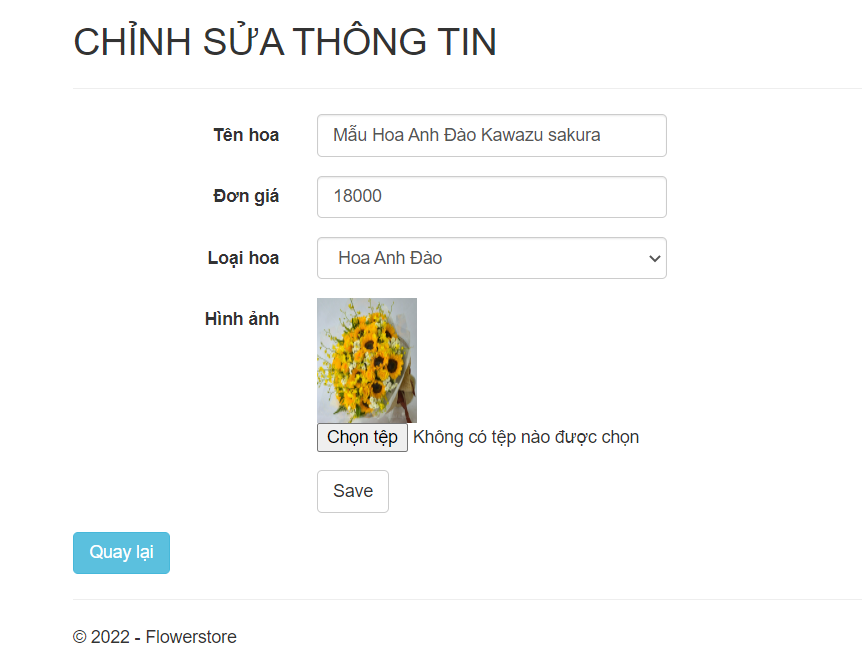 CHỈNH SỬA THÔNG TIN
Tên hoa
Mẫu Hoa Anh Đào Kawazu sakura
Đơn giá
18000
Loại hoa
Hoa Anh Đào
Hình ảnh
Chọn tệp Không có tệp nào được chọn
Save
Quay lại
© 2022 - Flowerstore